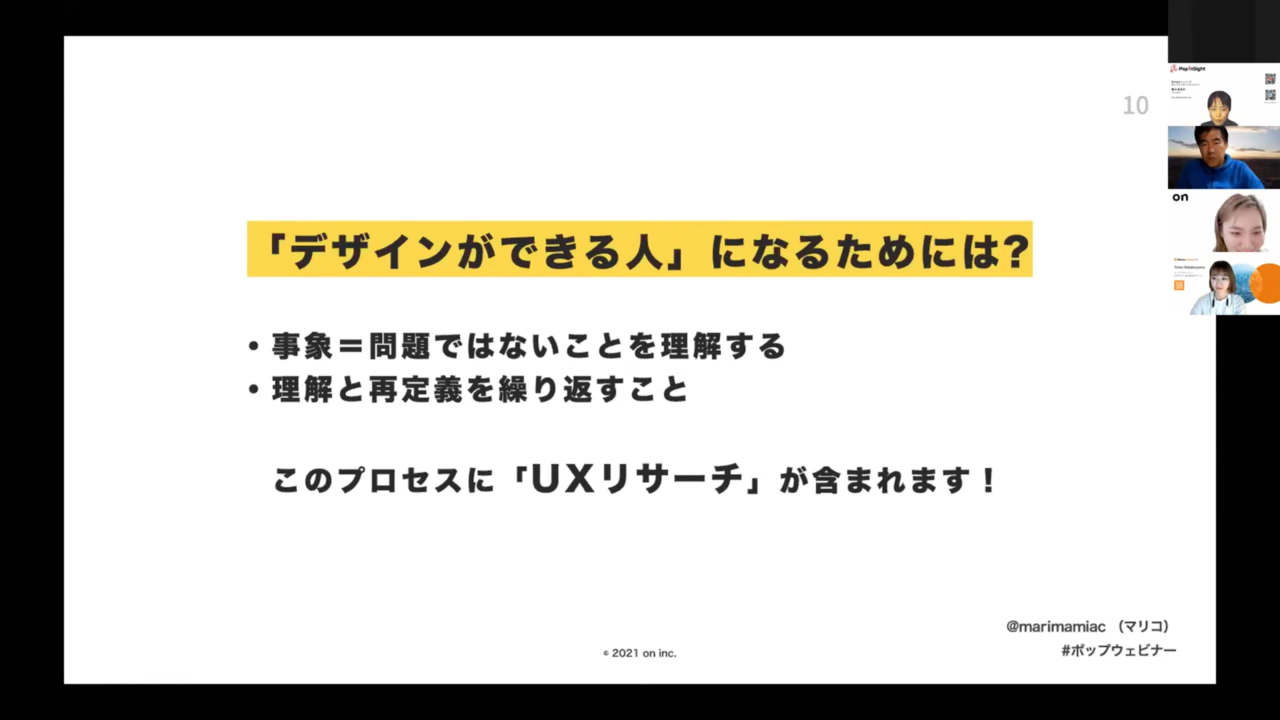 10
「デザインができる人」になるためには?
・事象＝問題ではないことを理解する
・理解と再定義を繰り返すこと
このプロセスに「UXリサーチ」が含まれます！
@marimamiac （マリコ）
#ポップウェビナー
© 2021 on inc.
PopInSight
on